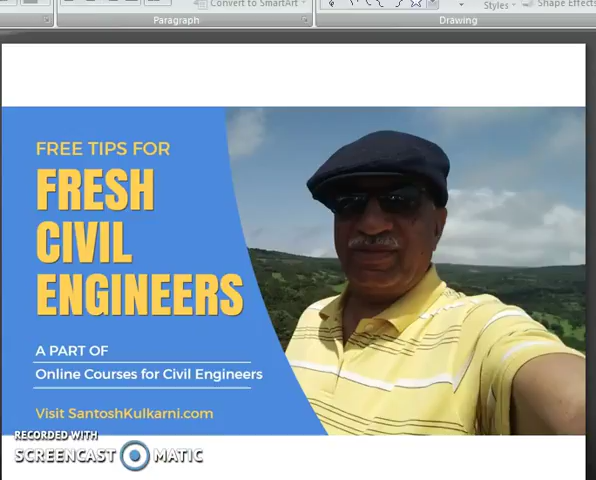 Convert to SmartArt
Styles
Shape Effects
Paragraph
Drawing
FREE TIPS FOR
FRESH
CIVIL
ENGINEERS
A PART OF
Online Courses for Civil Engineers
Visit SantoshKulkarni.com
RECORDED WITH
SCREENCAST MATIC